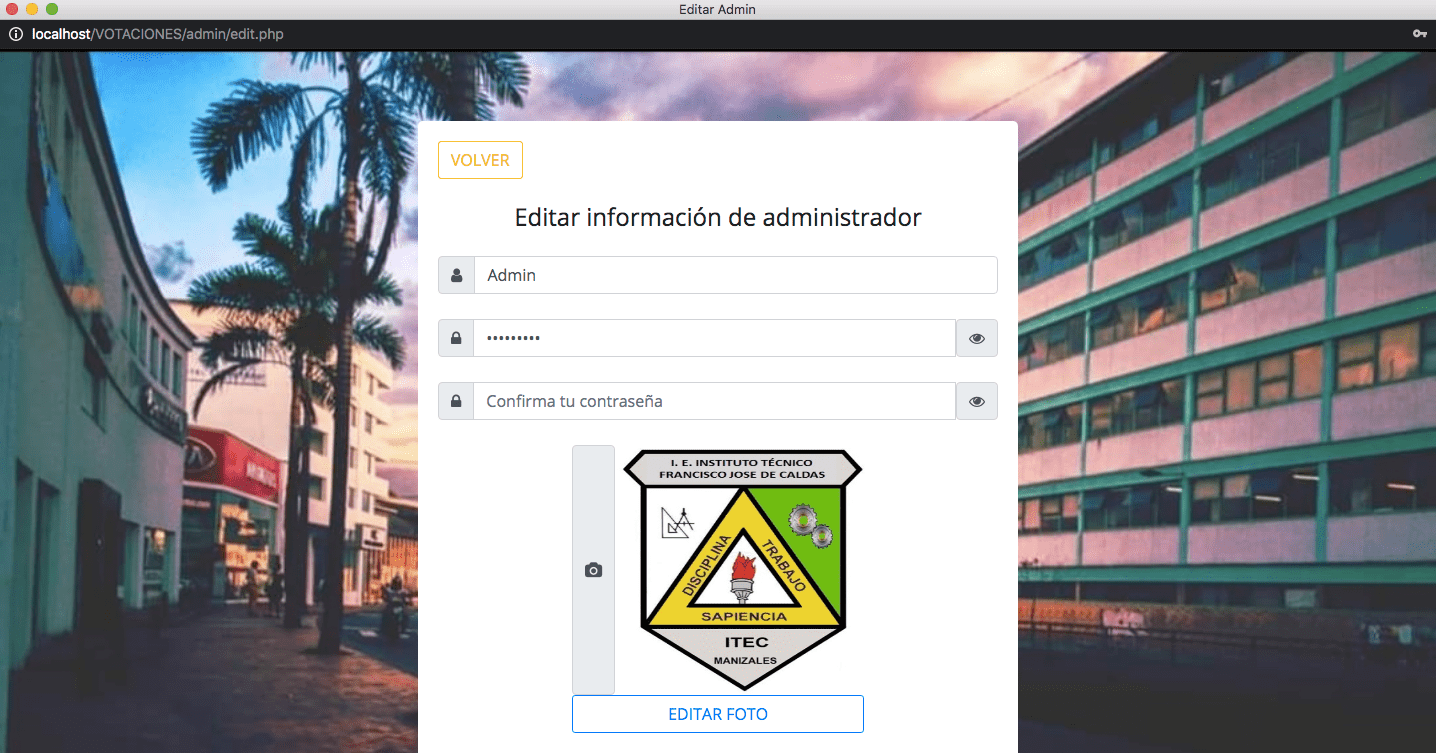 Editar Admin
localhost/VOTACIONES/admin/edit.php
VOLVER
Editar información de administrador
Admin
•••••••••
Confirma tu contraseña
I. E. INSTITUTO TÉCNICO
FRANCISCO JOSE DE CALDAS
DISCIPLINA
TRABAJO
SAPIENCIA
ITEC
MANIZALES
EDITAR FOTO